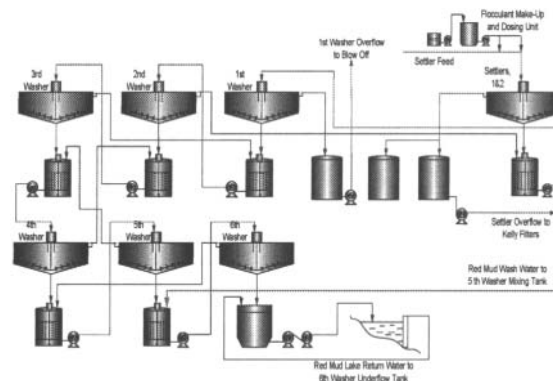 Flocculant Make-Up
and Dosing Unit
3rd
Washer
2nd
Washer
1st
Washer
1st Washer Overflow
to Blow Off
Settler Feed
Settlers,
1&2
Settler Overflow to
Kelly Filters
4th
Washer
5th
Washer
6th
Washer
Red Mud Wash Water to
5 th Washer Mixing Tank
Red Mud Lake Return Water to
6th Washer Underflow Tank